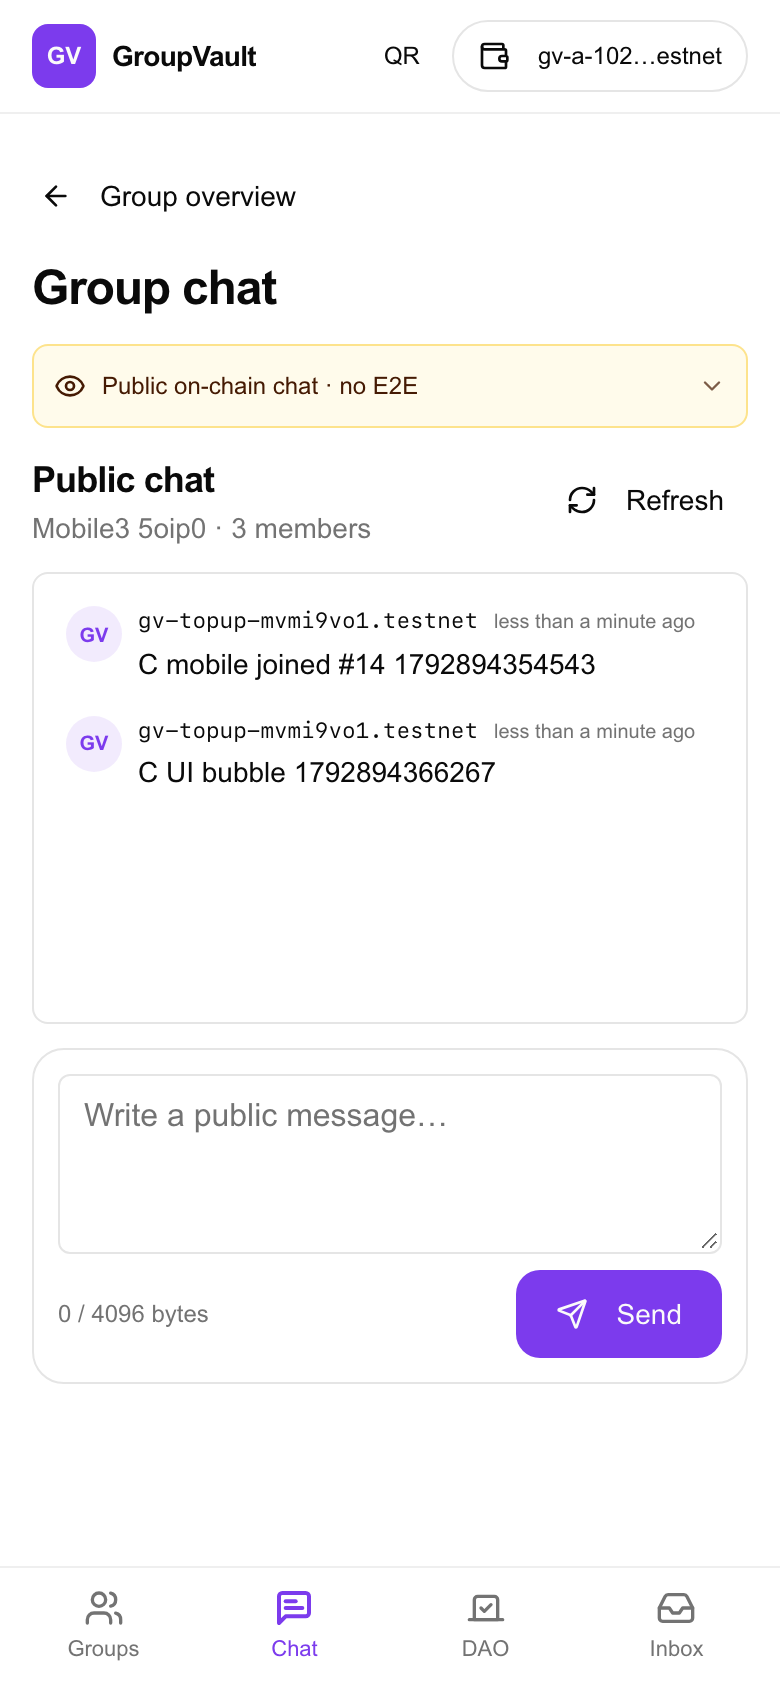 GV GroupVault QR gv-a-102…estnet
Group overview
Group chat
Public on-chain chat · no E2E
Public chat
Mobile3 5oip0 · 3 members
Refresh
GV gv-topup-mvmi9vo1.testnet less than a minute ago
C mobile joined #14 1792894354543
GV gv-topup-mvmi9vo1.testnet less than a minute ago
C UI bubble 1792894366267
Write a public message…
0 / 4096 bytes Send
Groups Chat DAO Inbox